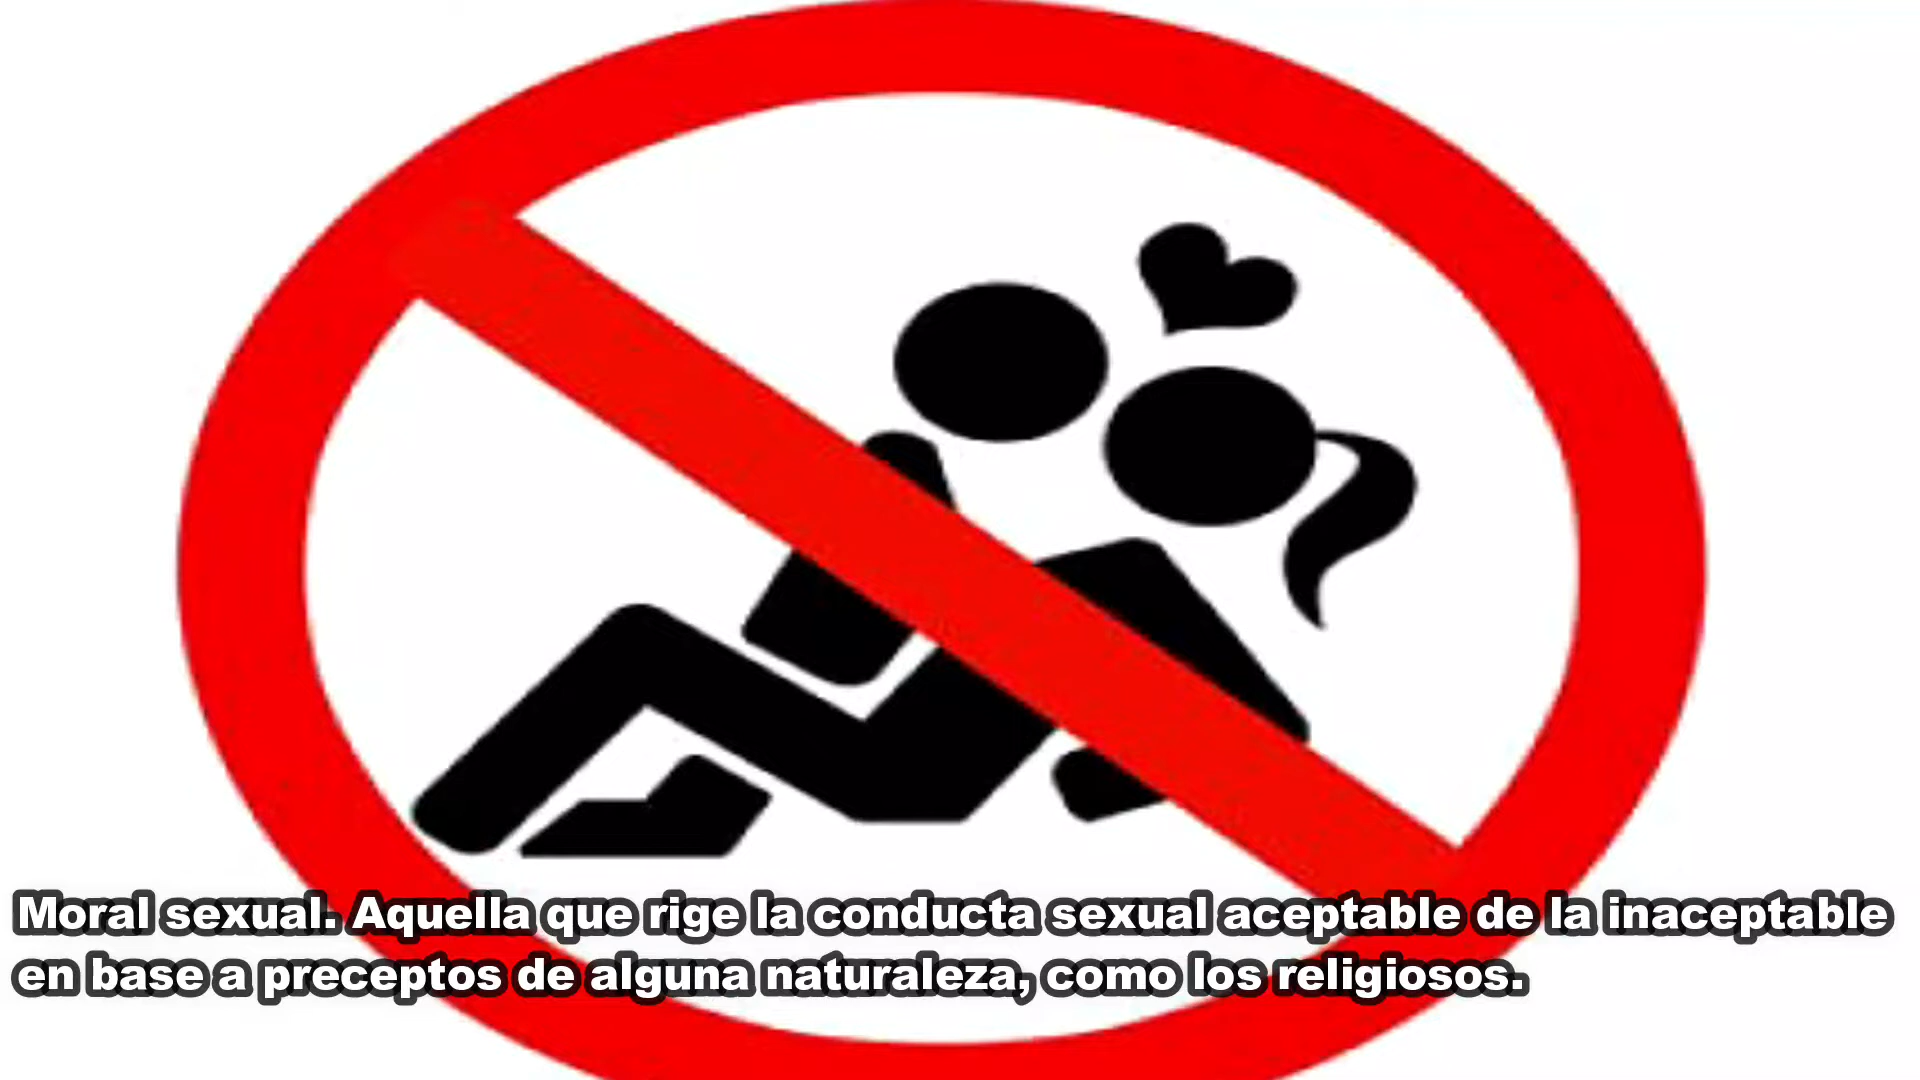 Moral sexual. Aquella que rige la conducta sexual aceptable de la inaceptable
en base a preceptos de alguna naturaleza, como los religiosos.